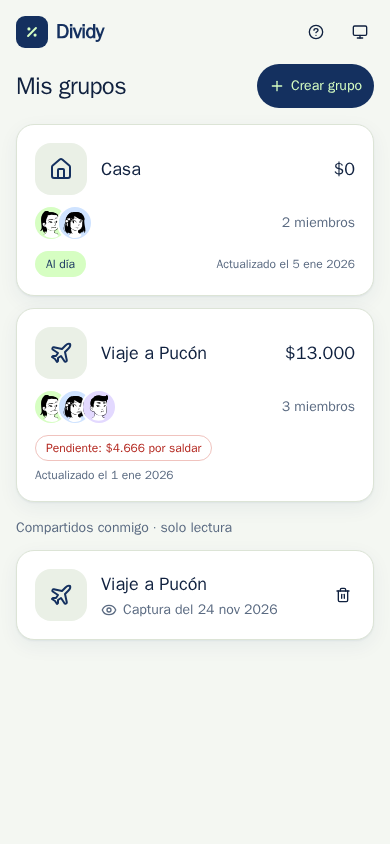 Dividy
Mis grupos
Crear grupo
Casa
$0
2 miembros
Al día
Actualizado el 5 ene 2026
Viaje a Pucón
$13.000
3 miembros
Pendiente: $4.666 por saldar
Actualizado el 1 ene 2026
Compartidos conmigo · solo lectura
Viaje a Pucón
Captura del 24 nov 2026